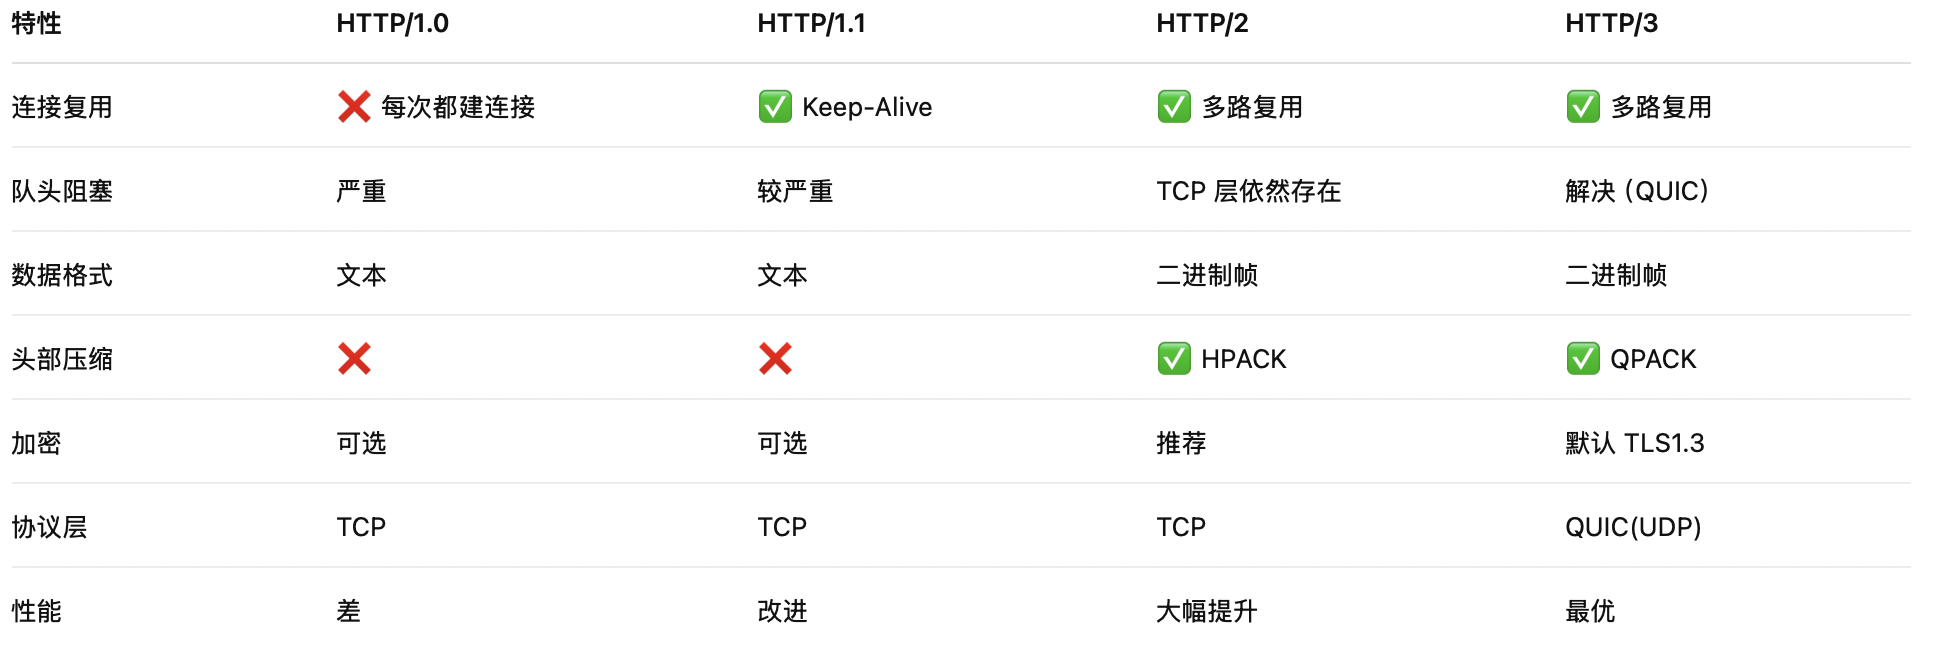 特性 HTTP/1.0 HTTP/1.1 HTTP/2 HTTP/3
连接复用 ❌ 每次都建连接 ✅ Keep-Alive ✅ 多路复用 ✅ 多路复用
队头阻塞 严重 较严重 TCP 层依然存在 解决（QUIC）
数据格式 文本 文本 二进制帧 二进制帧
头部压缩 ❌ ❌ ✅ HPACK ✅ QPACK
加密 可选 可选 推荐 默认 TLS1.3
协议层 TCP TCP TCP QUIC(UDP)
性能 差 改进 大幅提升 最优